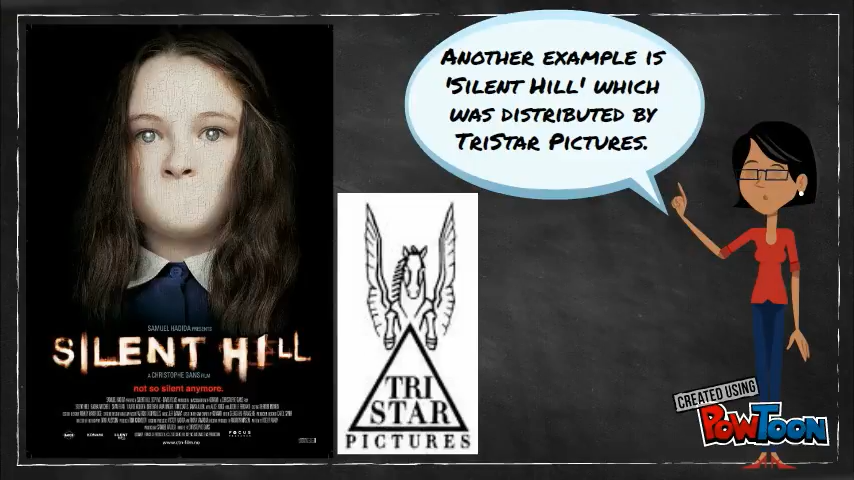 Another example is
'Silent Hill' which
was distributed by
TriStar Pictures.
SAMUEL HADIDA PRESENTS
SILENT HILL
A CHRISTOPHE GANS FILM
not so silent anymore.
FOCUS
TRI
STAR
PICTURES
CREATED USING
POWTOON